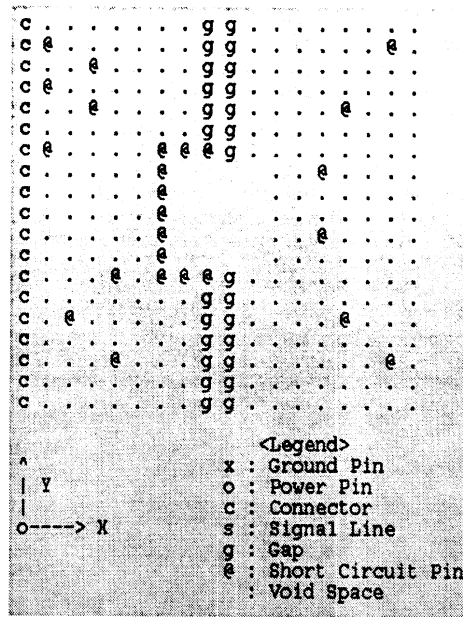 c . . . . . . . g g . . . . . . . .
c @ . . . . . . g g . . . . . . @ .
c . . @ . . . . g g . . . . . . . .
c @ . . . . . . g g . . . . . . . .
c . . @ . . . . g g . . . . @ . . .
c . . . . . . . g g . . . . . . . .
c @ . . . . @ @ @ g . . . . . . . .
c . . . . . @         . . @ . . . .
c . . . . . @         . . . . . . .
c . . . . . @         . . . . . . .
c . . . . . @         . . @ . . . .
c . . . . . @         . . . . . . .
c . . . @ . @ @ @ g . . . . . . . .
c . . . . . . . g g . . . . . . . .
c . @ . . . . . g g . . . . @ . . .
c . . . . . . . g g . . . . . . . .
c . . . @ . . . g g . . . . . . @ .
c . . . . . . . g g . . . . . . . .
c . . . . . . . g g . . . . . . . .
^
| Y
|
o----> X
<Legend>
x : Ground Pin
o : Power Pin
c : Connector
s : Signal Line
g : Gap
@ : Short Circuit Pin
: Void Space